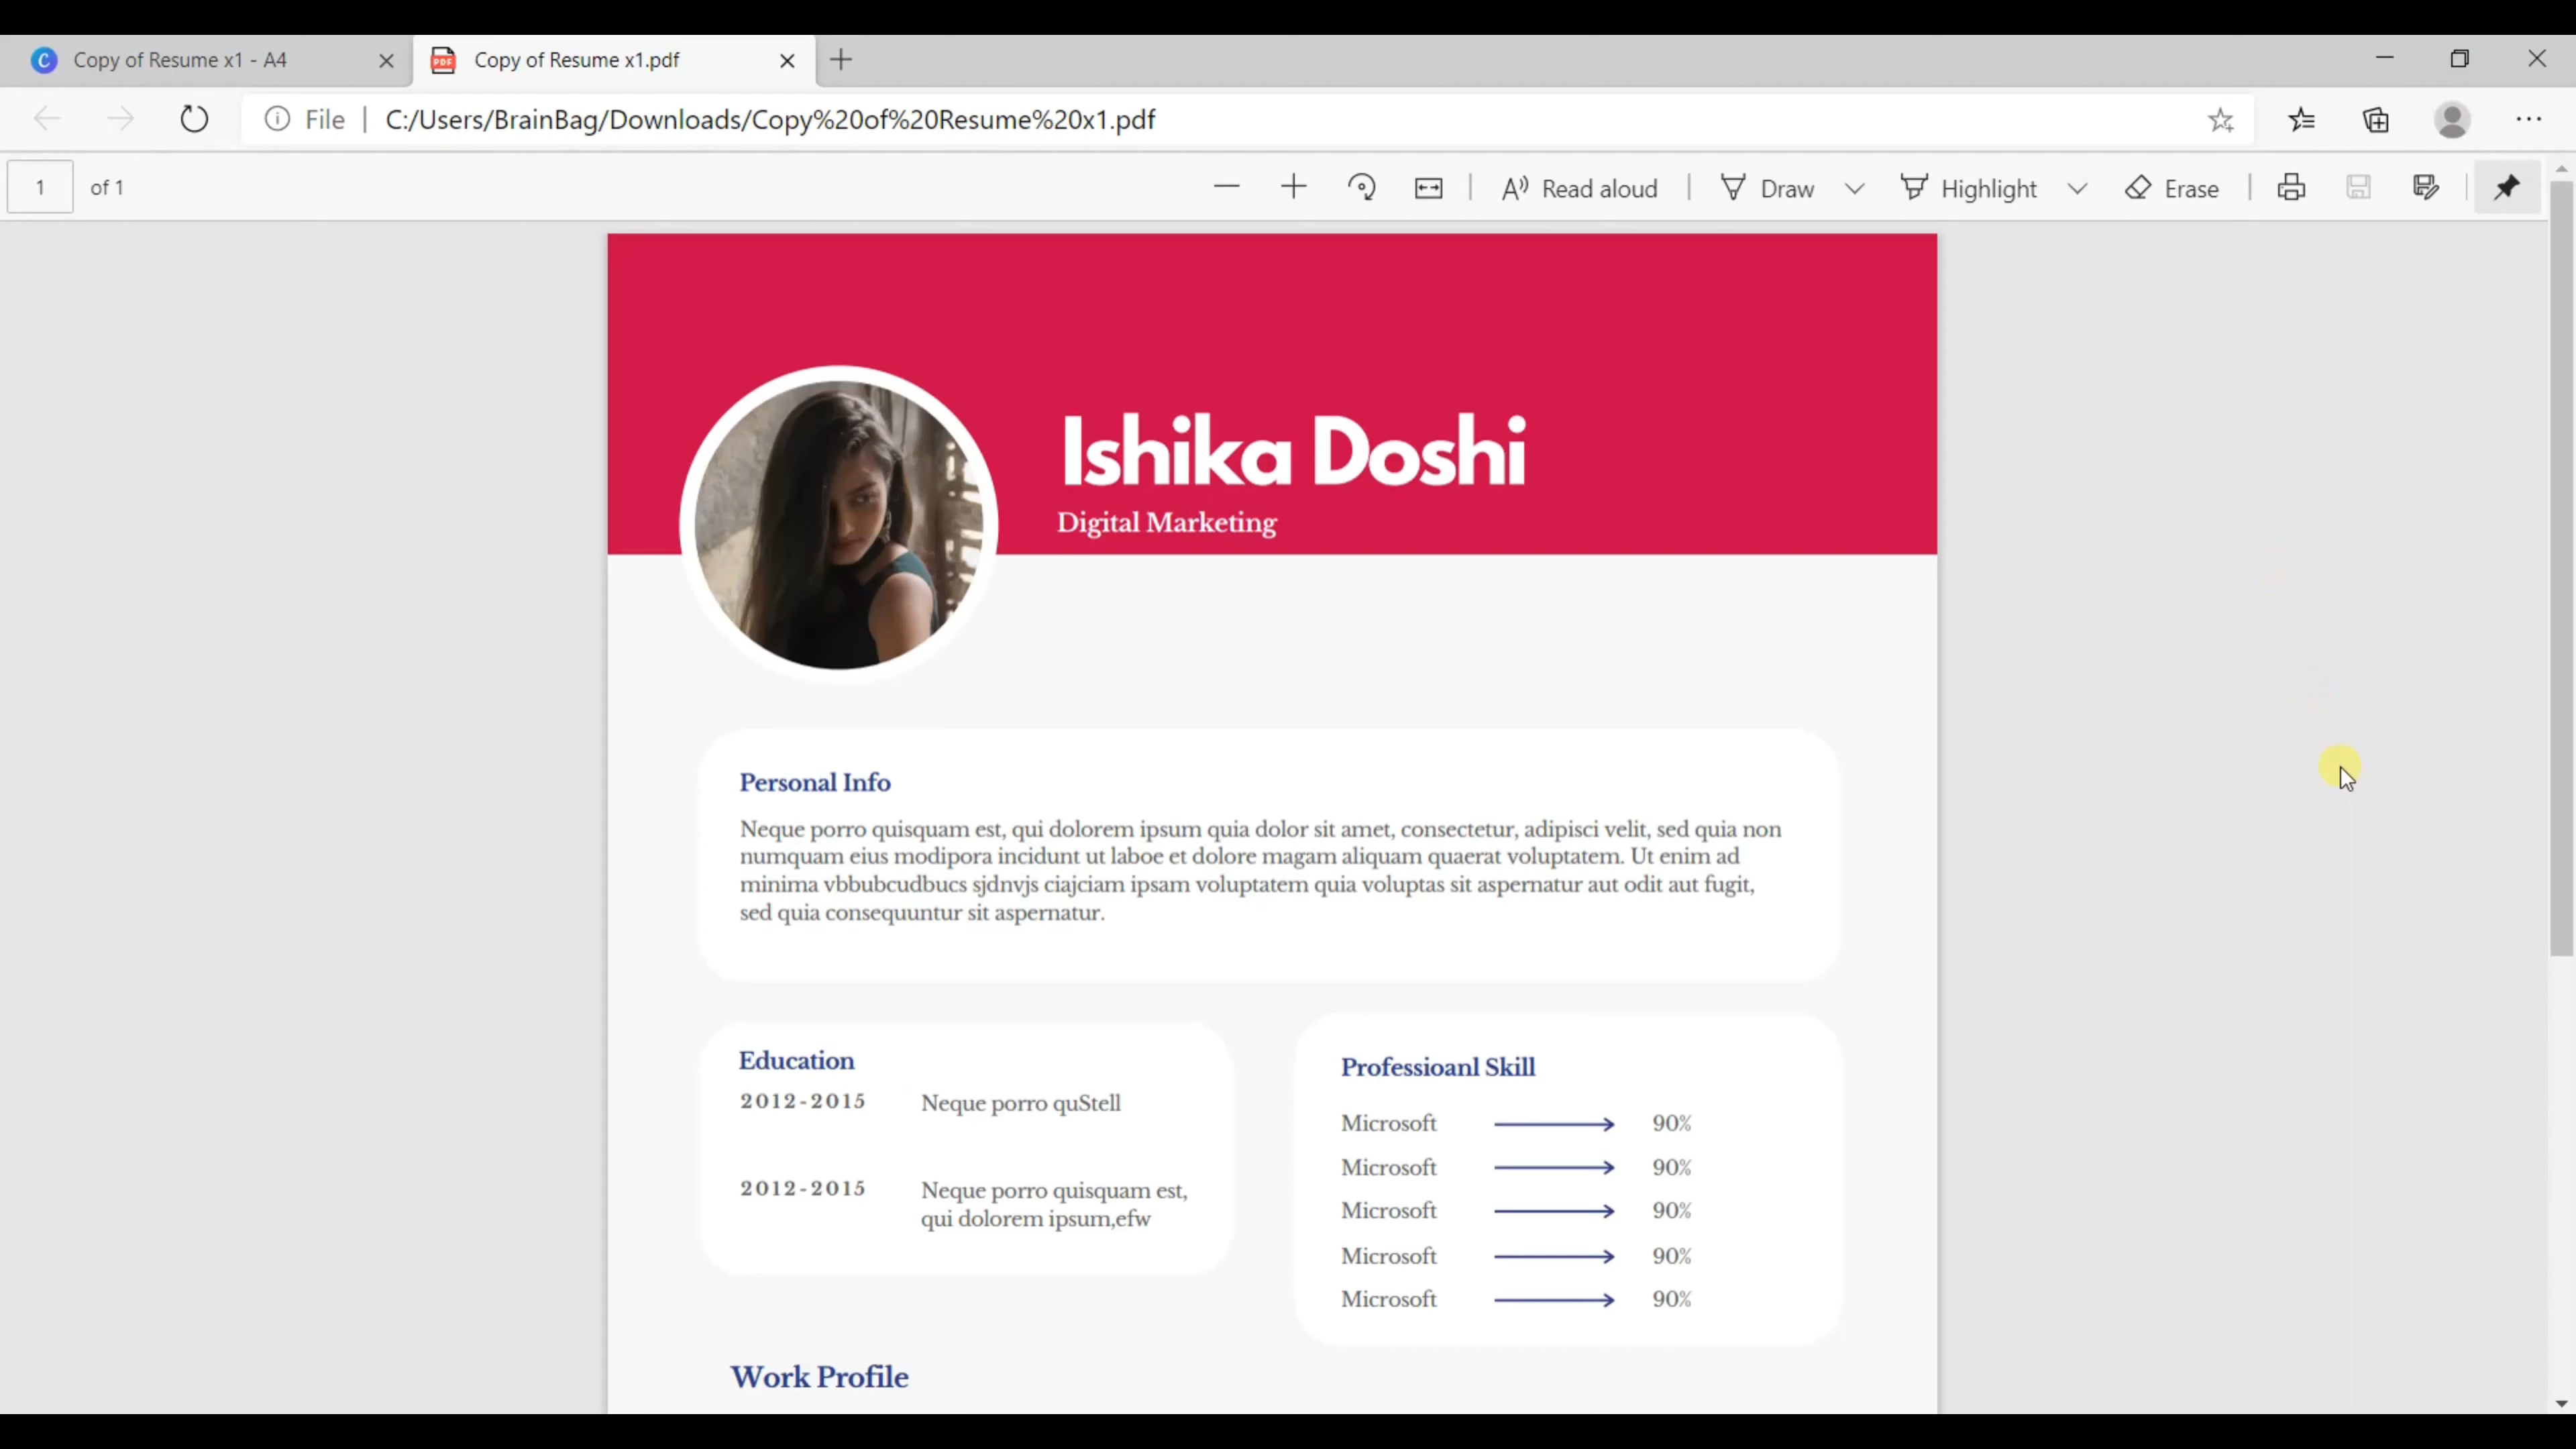 Copy of Resume x1 - A4
Copy of Resume x1.pdf
File
C:/Users/BrainBag/Downloads/Copy%20of%20Resume%20x1.pdf
1 of 1
Read aloud
Draw
Highlight
Erase
Ishika Doshi
Digital Marketing
Personal Info
Neque porro quisquam est, qui dolorem ipsum quia dolor sit amet, consectetur, adipisci velit, sed quia non
numquam eius modipora incidunt ut laboe et dolore magam aliquam quaerat voluptatem. Ut enim ad
minima vbbubcudbucs sjdnvjs ciajciam ipsam voluptatem quia voluptas sit aspernatur aut odit aut fugit,
sed quia consequuntur sit aspernatur.
Education
2012-2015 Neque porro quStell
2012-2015 Neque porro quisquam est,
qui dolorem ipsum,efw
Professioanl Skill
Microsoft 90%
Microsoft 90%
Microsoft 90%
Microsoft 90%
Microsoft 90%
Work Profile